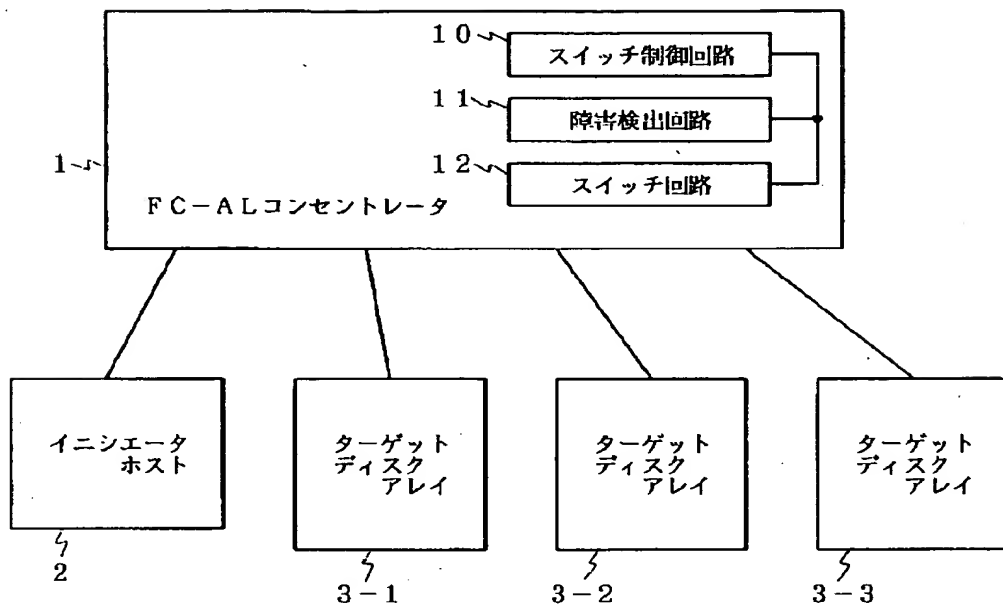 １０
スイッチ制御回路
１１
障害検出回路
１
１２
スイッチ回路
ＦＣ－ＡＬコンセントレータ
イニシエータ
ホスト
ターゲット
ディスク
アレイ
ターゲット
ディスク
アレイ
ターゲット
ディスク
アレイ
２
３－１
３－２
３－３